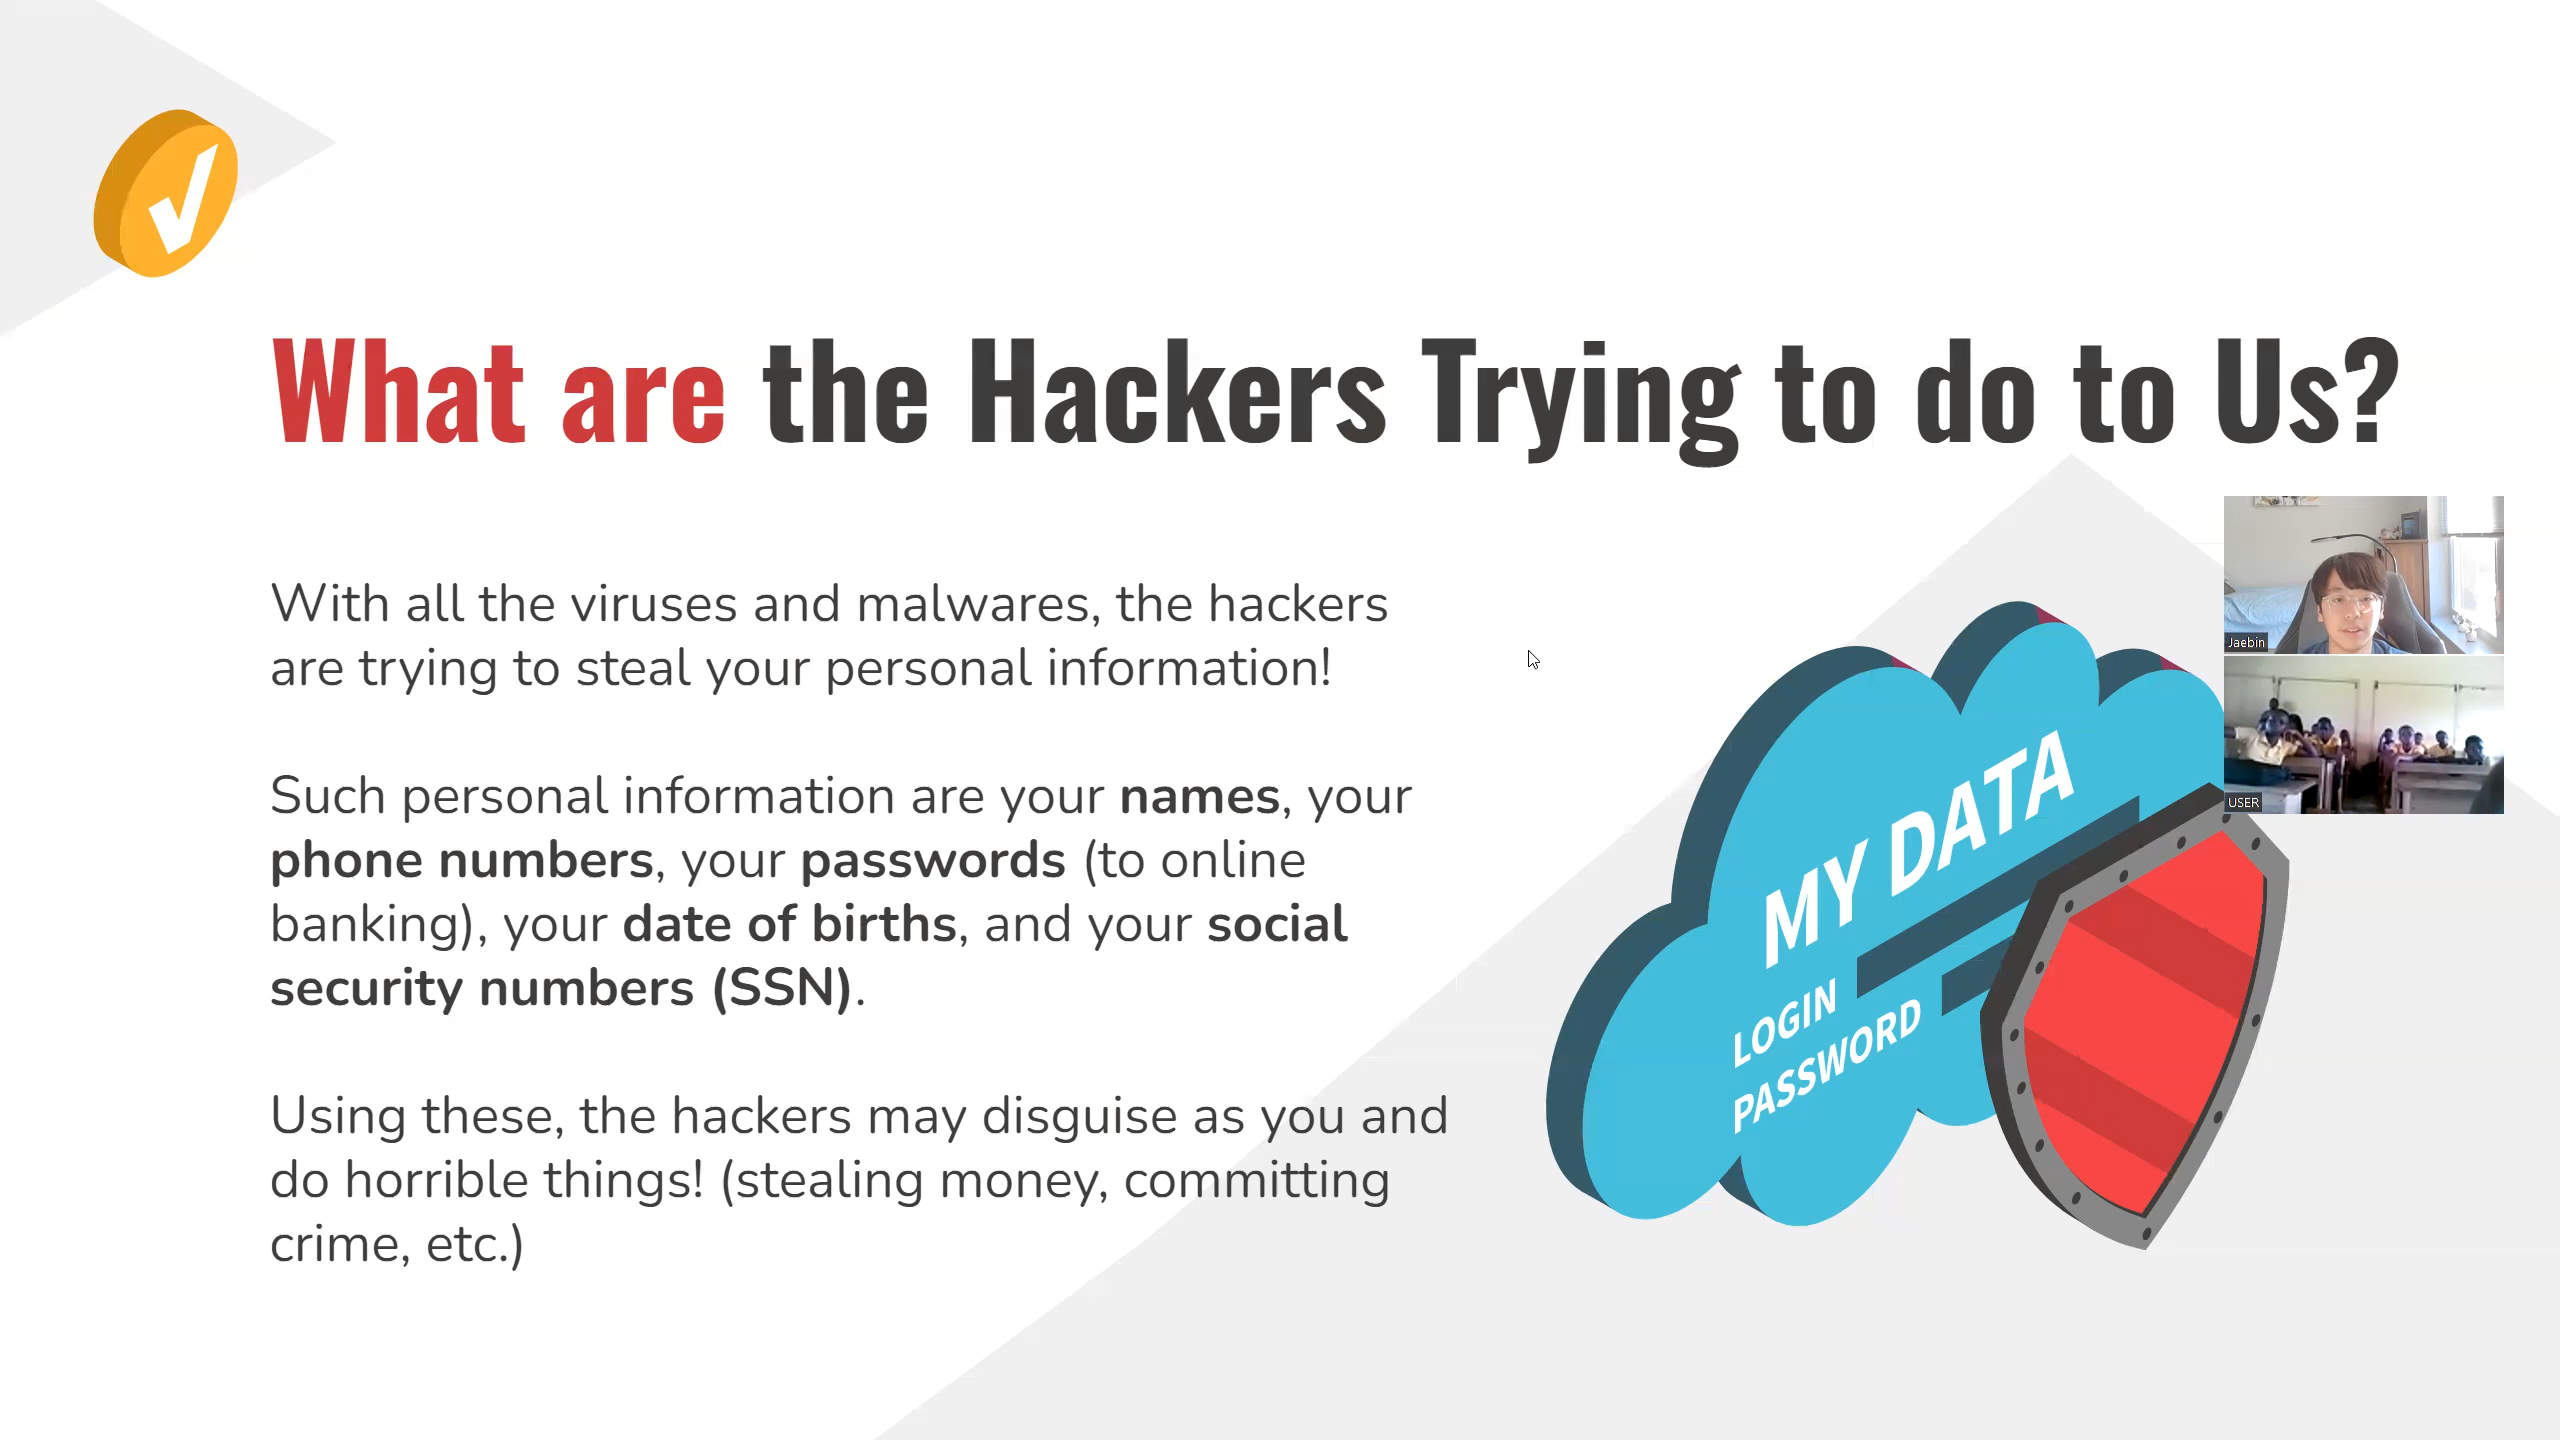 What are the Hackers Trying to do to Us?
With all the viruses and malwares, the hackers
are trying to steal your personal information!
Such personal information are your names, your
phone numbers, your passwords (to online
banking), your date of births, and your social
security numbers (SSN).
Using these, the hackers may disguise as you and
do horrible things! (stealing money, committing
crime, etc.)
MY DATA
LOGIN
PASSWORD
Jaebin
USER